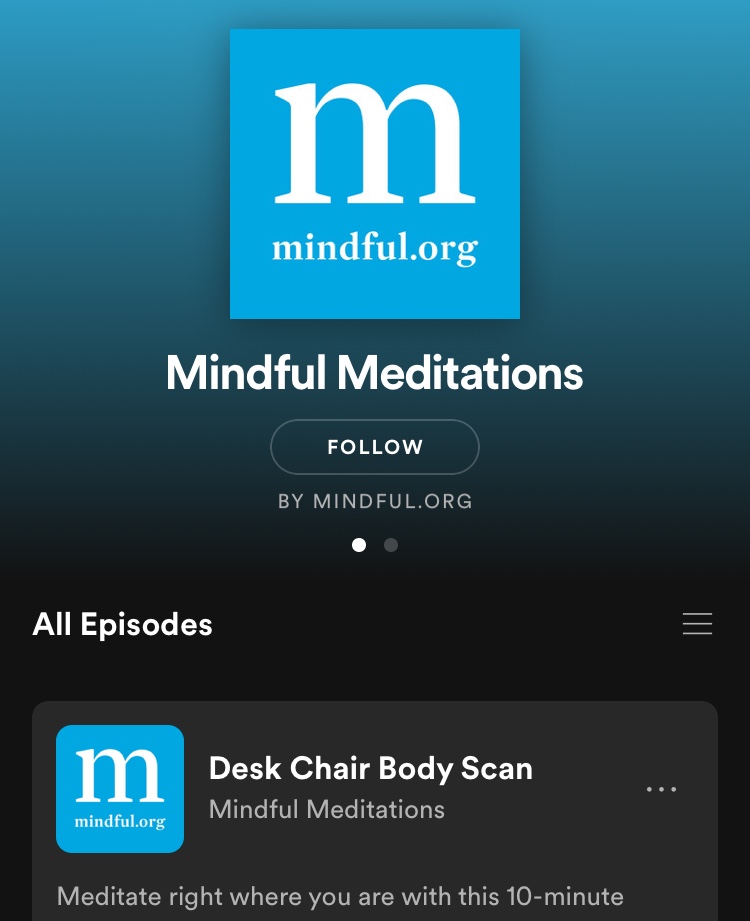 m
mindful.org
Mindful Meditations
FOLLOW
BY MINDFUL.ORG
All Episodes
m
mindful.org
Desk Chair Body Scan
Mindful Meditations
Meditate right where you are with this 10-minute